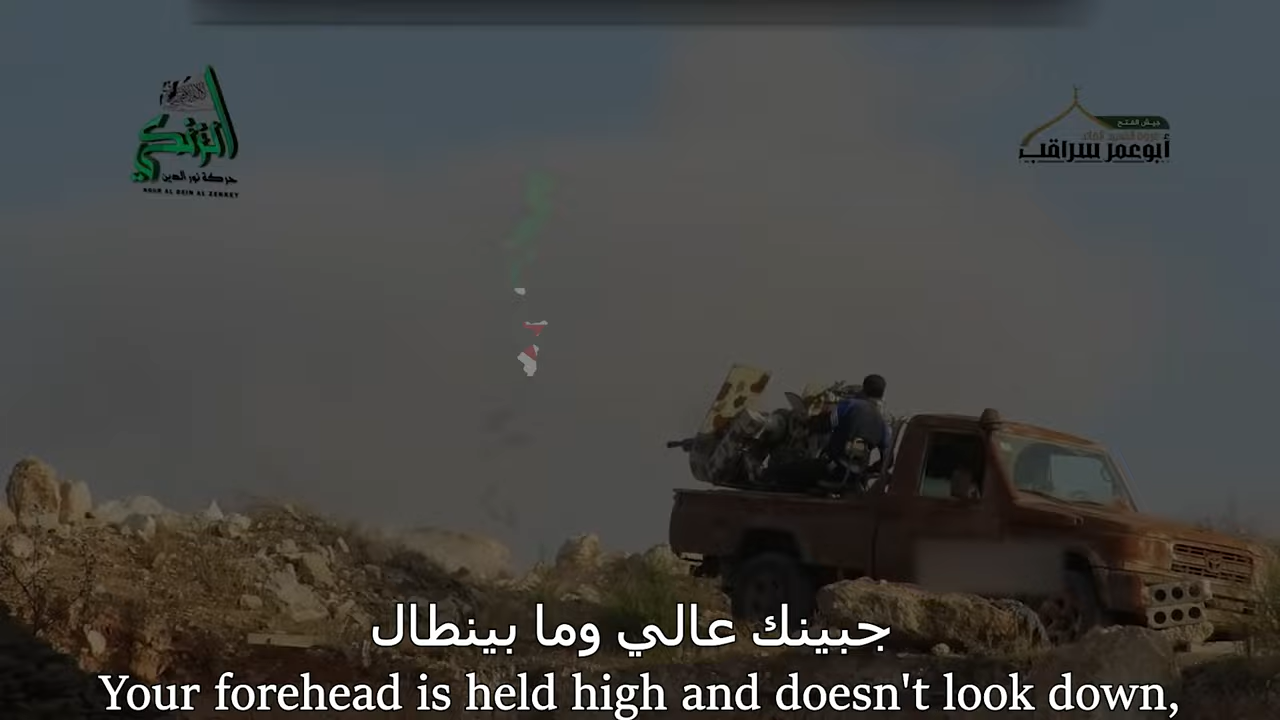 الزنكي
حركة نور الدين
NOUR AL DEIN AL ZENKEY
جيش الفتح
أبوعمر سراقب
جبينك عالي وما بينطال
Your forehead is held high and doesn't look down,